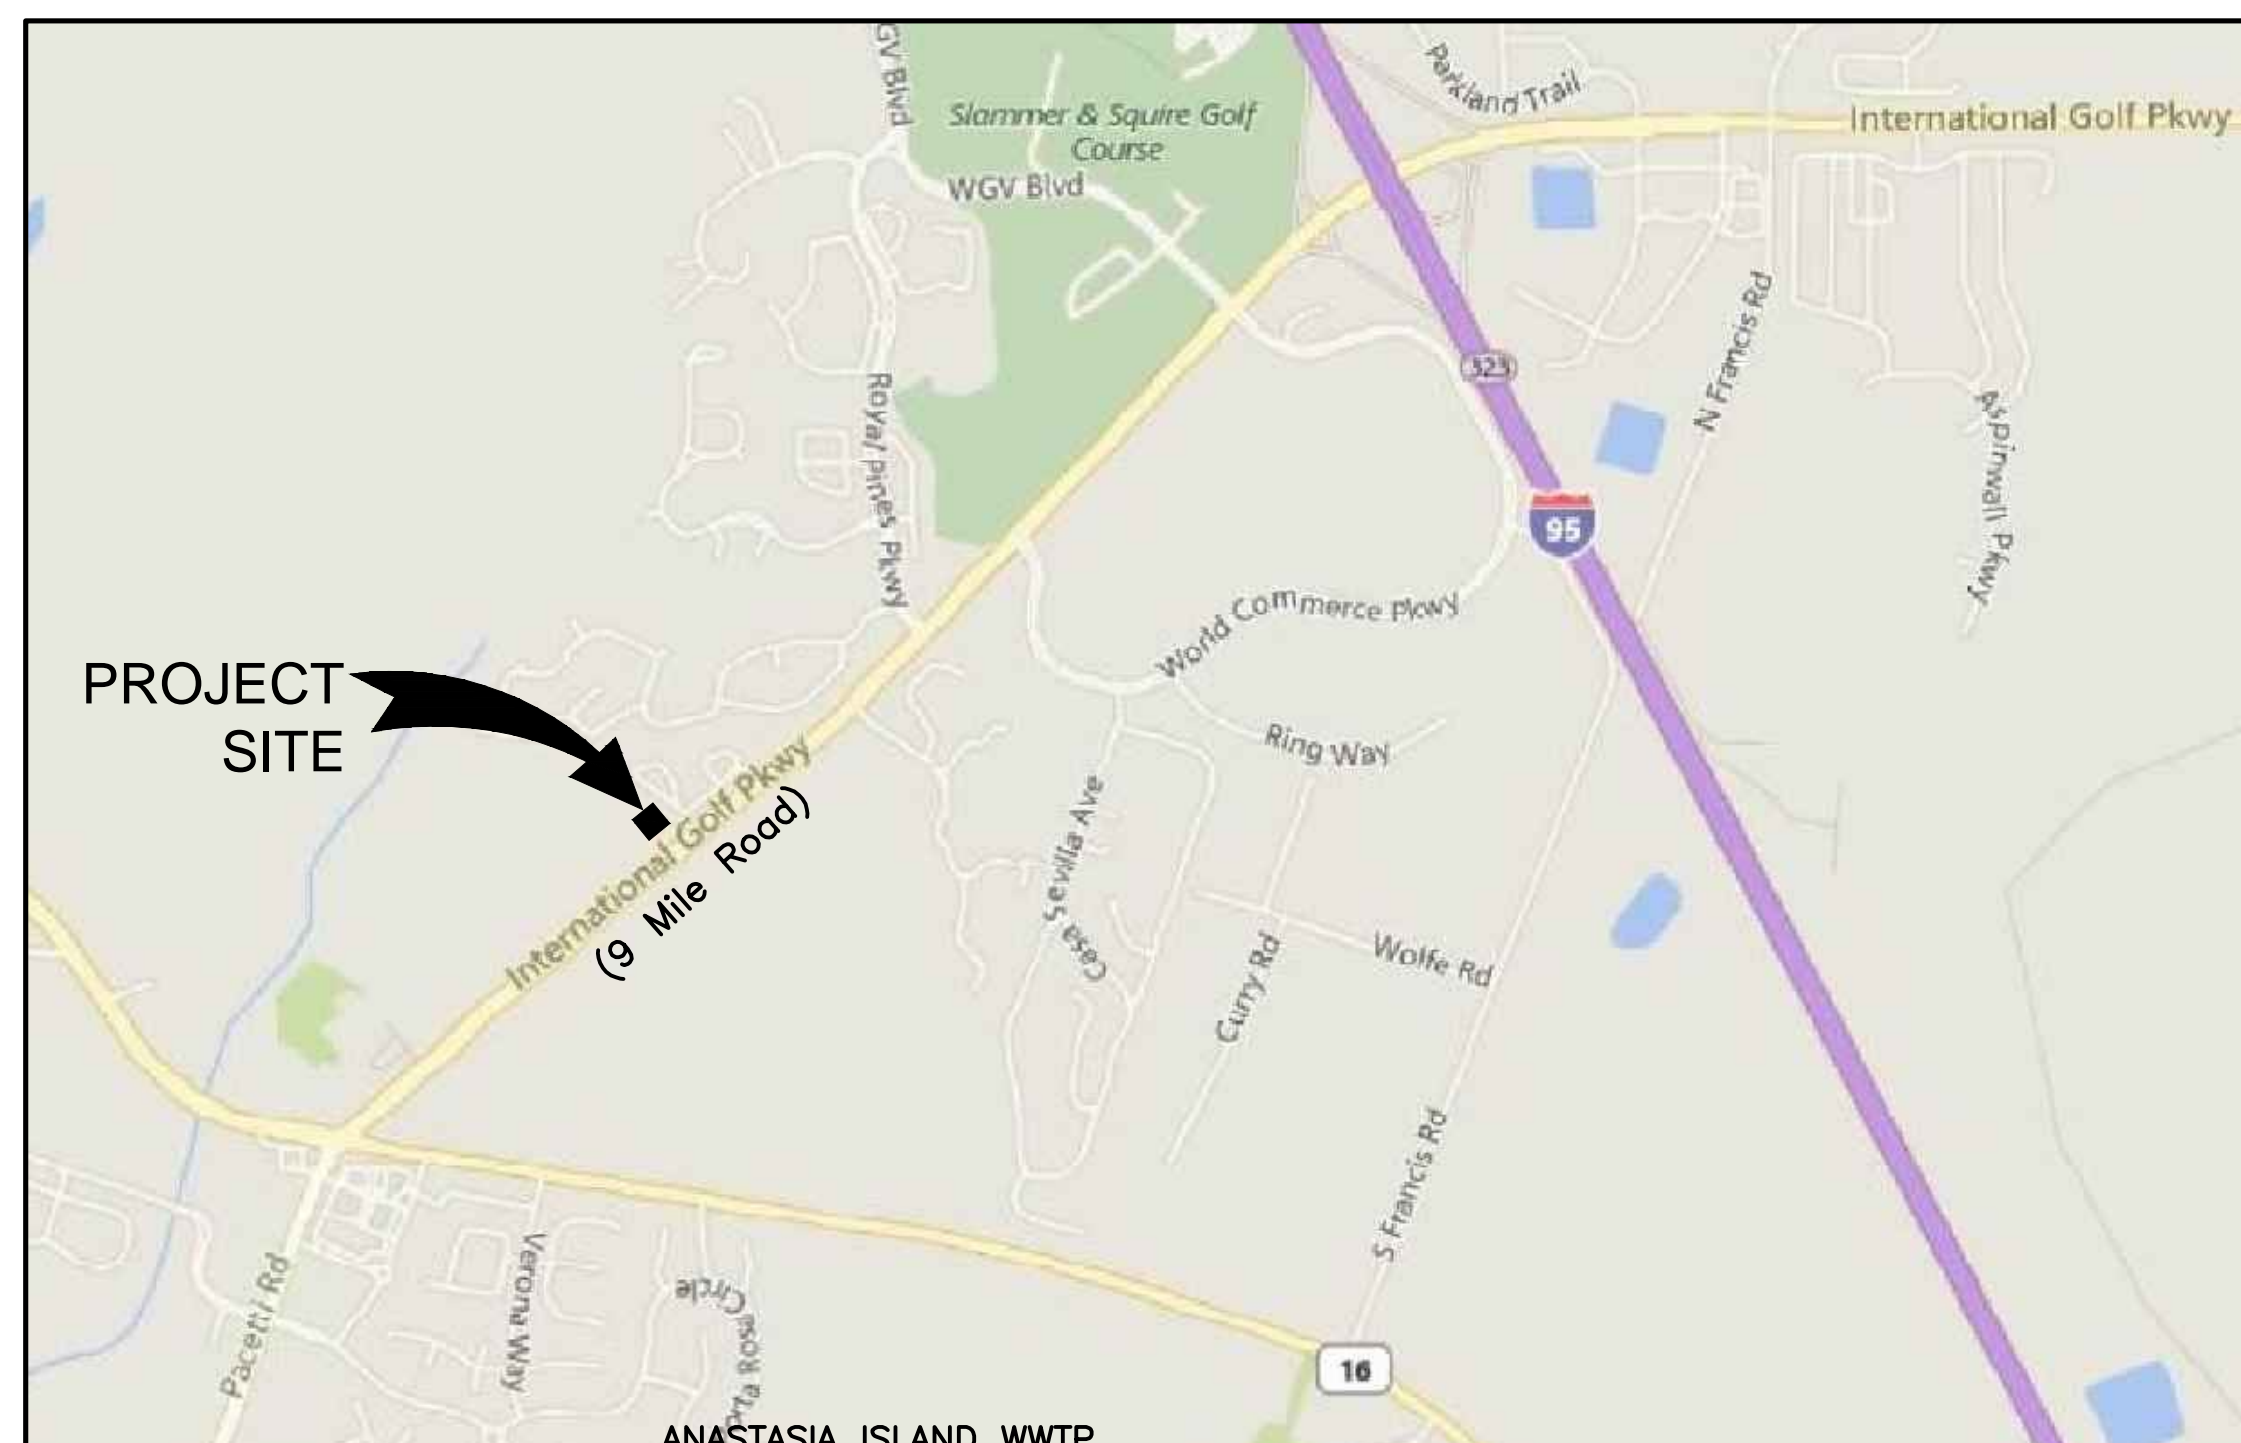 WGV Blvd
Slammer & Squire Golf
Course
WGV Blvd
Parkland Trail
International Golf Pkwy
Royal Pines Pkwy
323
N Francis Rd
Aspinwall Pkwy
95
World Commerce Pkwy
PROJECT
SITE
Ring Way
International Golf Pkwy
(9 Mile Road)
Casa Sevilla Ave
Curry Rd
Wolfe Rd
S Francis Rd
Pacetti Rd
Verona Way
Circle
Rosa
16
ANASTASIA ISLAND WWTP